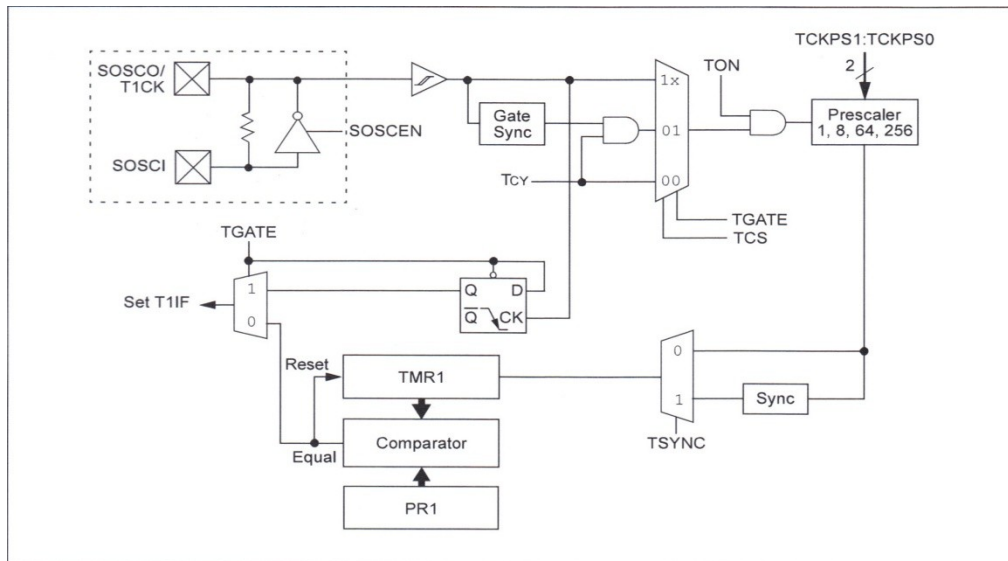 TCKPS1:TCKPS0
2
SOSCO/
T1CK
TON
1x
Gate
Sync
Prescaler
1, 8, 64, 256
SOSCEN
01
SOSCI
TCY
00
TGATE
TCS
TGATE
Set T1IF
1
0
Q
D
Q
CK
Reset
TMR1
0
1
Sync
TSYNC
Equal
Comparator
PR1